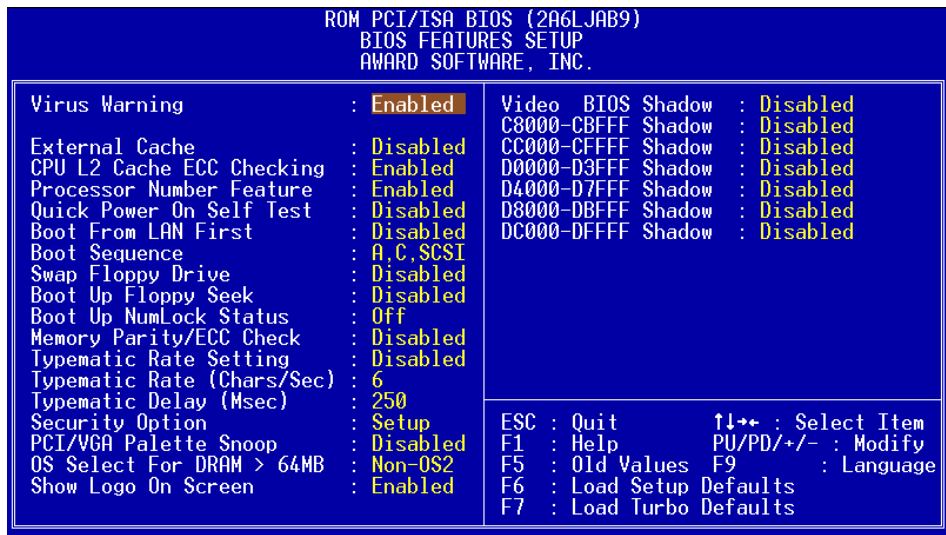 ROM PCI/ISA BIOS (2A6LJAB9)
BIOS FEATURES SETUP
AWARD SOFTWARE, INC.
Virus Warning : Enabled
External Cache : Disabled
CPU L2 Cache ECC Checking : Enabled
Processor Number Feature : Enabled
Quick Power On Self Test : Disabled
Boot From LAN First : Disabled
Boot Sequence : A,C,SCSI
Swap Floppy Drive : Disabled
Boot Up Floppy Seek : Disabled
Boot Up NumLock Status : Off
Memory Parity/ECC Check : Disabled
Typematic Rate Setting : Disabled
Typematic Rate (Chars/Sec) : 6
Typematic Delay (Msec) : 250
Security Option : Setup
PCI/VGA Palette Snoop : Disabled
OS Select For DRAM > 64MB : Non-OS2
Show Logo On Screen : Enabled
Video BIOS Shadow : Disabled
C8000-CBFFF Shadow : Disabled
CC000-CFFFF Shadow : Disabled
D0000-D3FFF Shadow : Disabled
D4000-D7FFF Shadow : Disabled
D8000-DBFFF Shadow : Disabled
DC000-DFFFF Shadow : Disabled
ESC : Quit ↑↓→← : Select Item
F1 : Help PU/PD/+/- : Modify
F5 : Old Values F9 : Language
F6 : Load Setup Defaults
F7 : Load Turbo Defaults